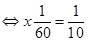 ⇔ x 1/60 = 1/10